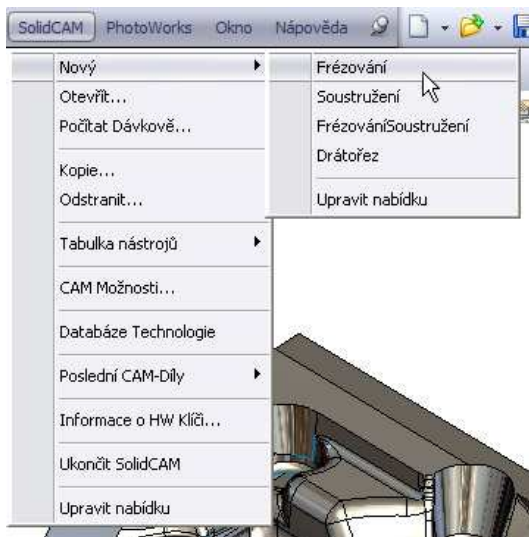 SolidCAM PhotoWorks Okno Nápověda
Nový
Otevřít...
Počítat Dávkově...
Kopie...
Odstranit...
Tabulka nástrojů
CAM Možnosti...
Databáze Technologie
Poslední CAM-Díly
Informace o HW Klíči...
Ukončit SolidCAM
Upravit nabídku
Frézování
Soustružení
FrézováníSoustružení
Drátořez
Upravit nabídku